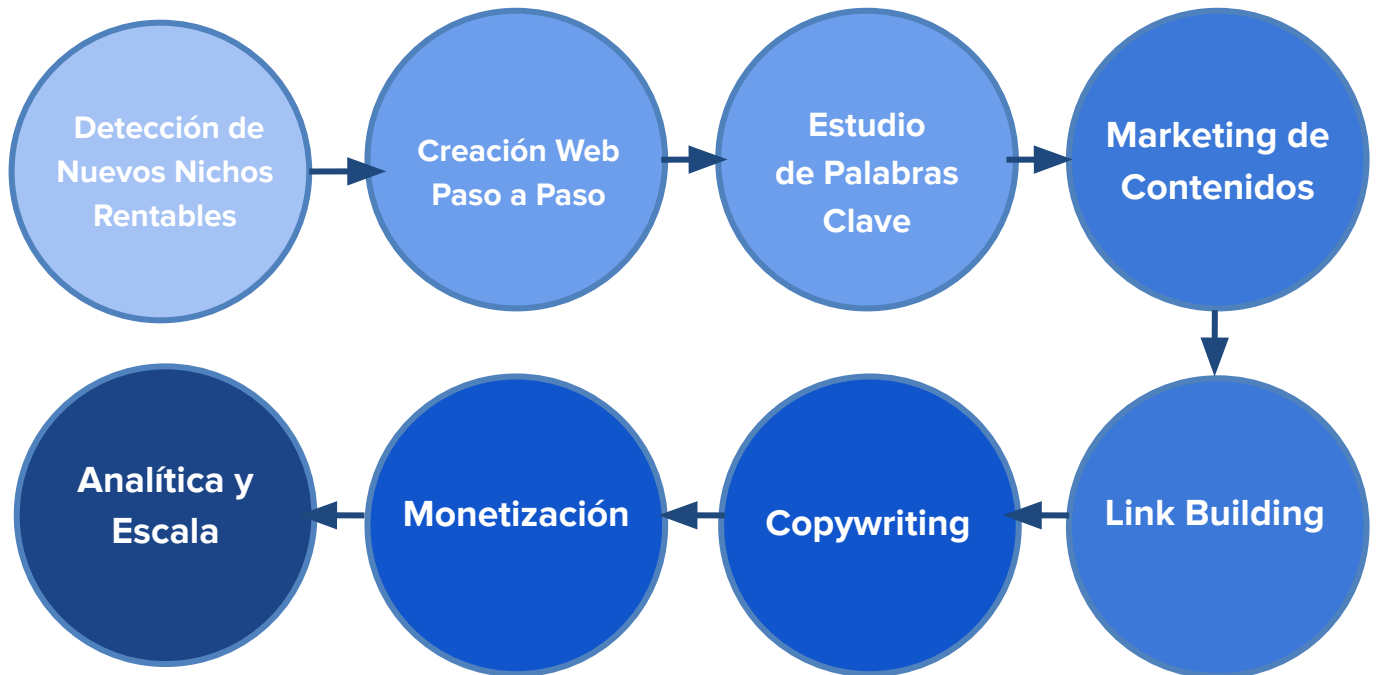 Detección de
Nuevos Nichos
Rentables
Creación Web
Paso a Paso
Estudio
de Palabras
Clave
Marketing de
Contenidos
Link Building
Copywriting
Monetización
Analítica y
Escala